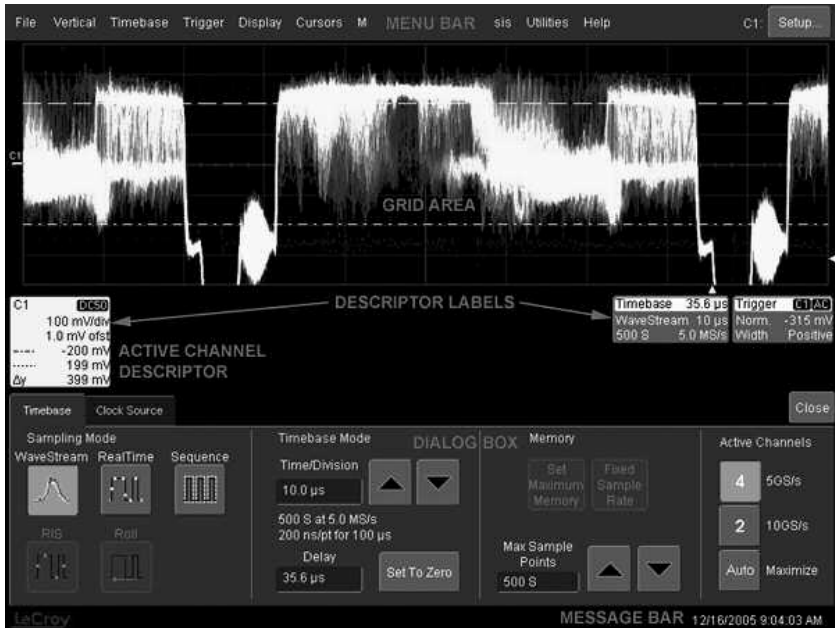 File Vertical Timebase Trigger Display Cursors M MENU BAR sis Utilities Help C1: Setup...
C1
GRID AREA
C1 DC50
100 mV/div
1.0 mV ofst
-200 mV
199 mV
Δy 399 mV
DESCRIPTOR LABELS
ACTIVE CHANNEL
DESCRIPTOR
Timebase 35.6 µs
WaveStream 10 µs
500 S 5.0 MS/s
Trigger C1 AC
Norm. -315 mV
Width Positive
Timebase Clock Source Close
Sampling Mode
WaveStream RealTime Sequence
RIS Roll
Timebase Mode
Time/Division
10.0 µs
500 S at 5.0 MS/s
200 ns/pt for 100 µs
Delay
35.6 µs
Set To Zero
DIALOG BOX
Memory
Set
Maximum
Memory
Fixed
Sample
Rate
Max Sample
Points
500 S
Active Channels
4 5GS/s
2 10GS/s
Auto Maximize
LeCroy
MESSAGE BAR 12/16/2005 9:04:03 AM